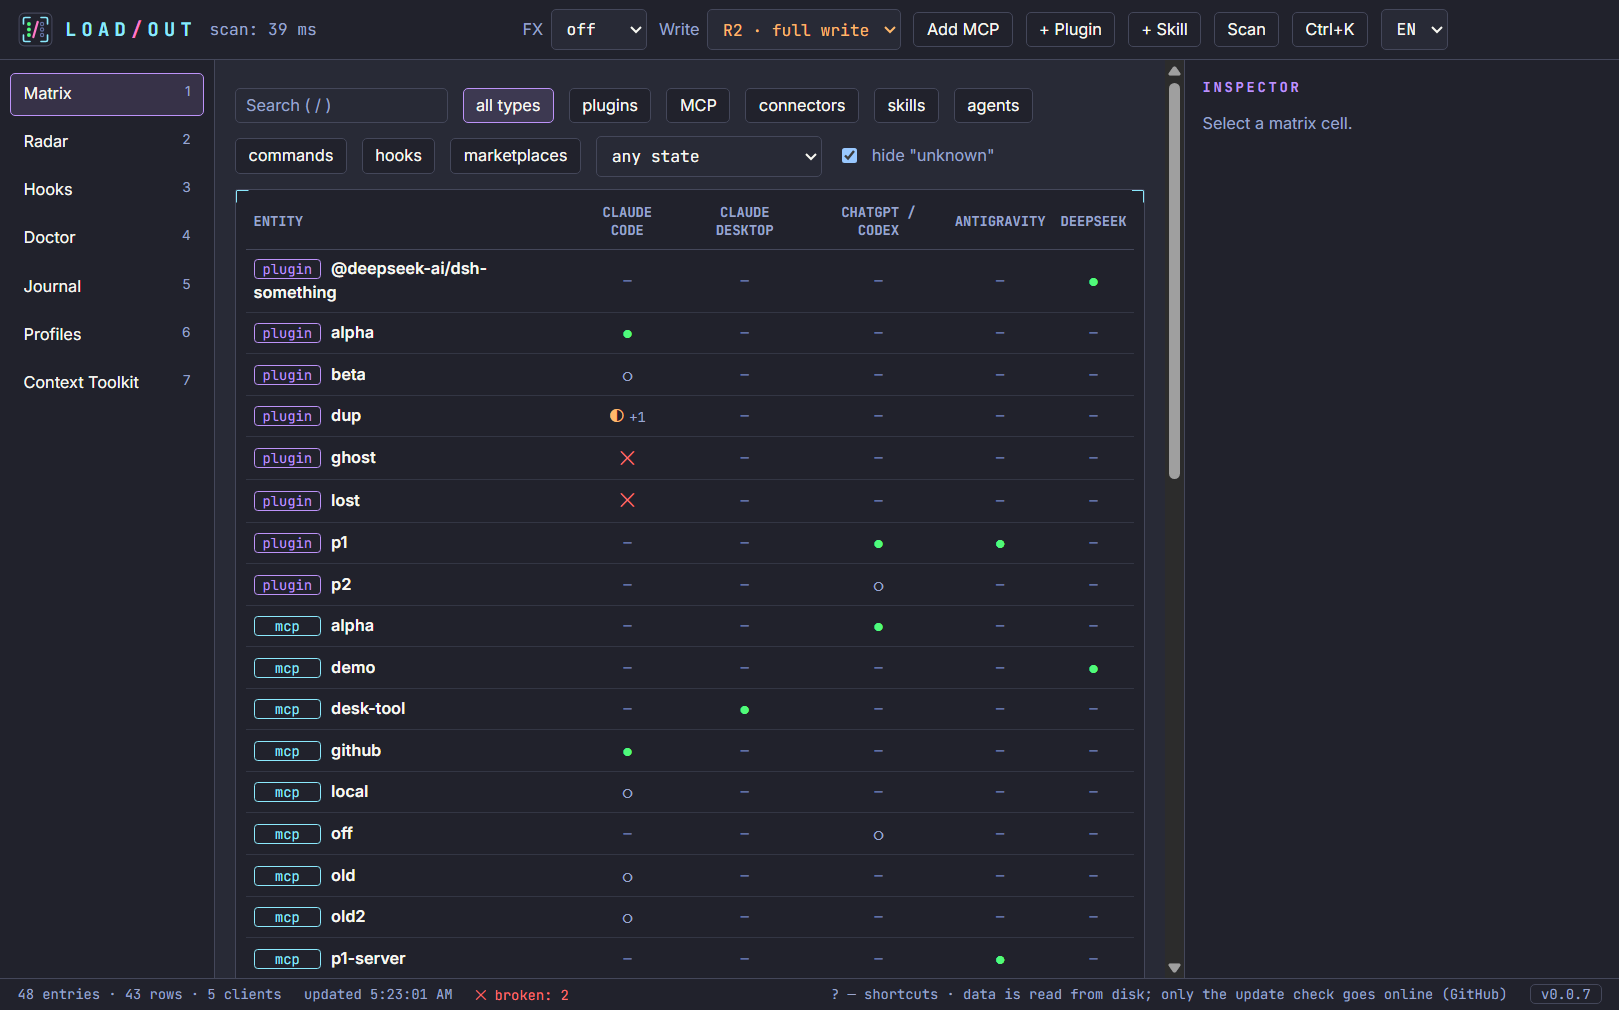 LOAD/OUT scan: 39 ms FX off Write R2 · full write Add MCP + Plugin + Skill Scan Ctrl+K EN
Matrix 1
Radar 2
Hooks 3
Doctor 4
Journal 5
Profiles 6
Context Toolkit 7
Search ( / ) all types plugins MCP connectors skills agents
commands hooks marketplaces any state hide "unknown"
ENTITY CLAUDE CODE CLAUDE DESKTOP CHATGPT / CODEX ANTIGRAVITY DEEPSEEK
plugin @deepseek-ai/dsh-
something – – – – ●
plugin alpha ● – – – –
plugin beta ○ – – – –
plugin dup ◐ +1 – – – –
plugin ghost ✕ – – – –
plugin lost ✕ – – – –
plugin p1 – – ● ● –
plugin p2 – – ○ – –
mcp alpha – – ● – –
mcp demo – – – – ●
mcp desk-tool – ● – – –
mcp github ● – – – –
mcp local ○ – – – –
mcp off – – ○ – –
mcp old ○ – – – –
mcp old2 ○ – – – –
mcp p1-server – – – ● –
INSPECTOR
Select a matrix cell.
48 entries · 43 rows · 5 clients updated 5:23:01 AM ✕ broken: 2 ? — shortcuts · data is read from disk; only the update check goes online (GitHub) v0.0.7